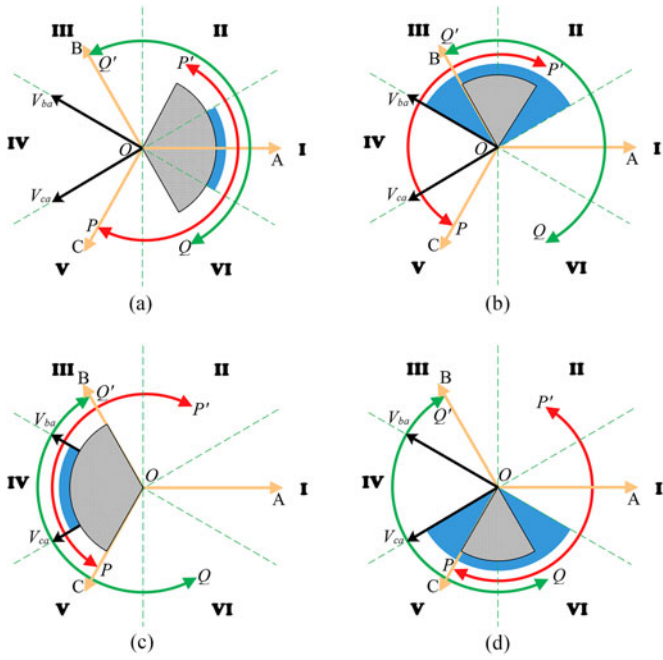 III II
B Q' P'
V_ba
IV O A I
V_ca
P Q
C
V VI
(a)
III Q' II
B P'
V_ba
IV O A I
V_ca
P Q
C
V VI
(b)
III II
B Q' P'
V_ba
IV O A I
V_ca
P Q
C
V VI
(c)
III II
B Q' P'
V_ba
IV O A I
V_ca
P Q
C
V VI
(d)